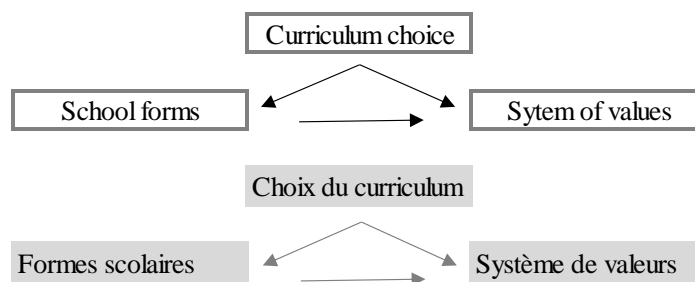 Curriculum choice
School forms
Sytem of values
Choix du curriculum
Formes scolaires
Système de valeurs